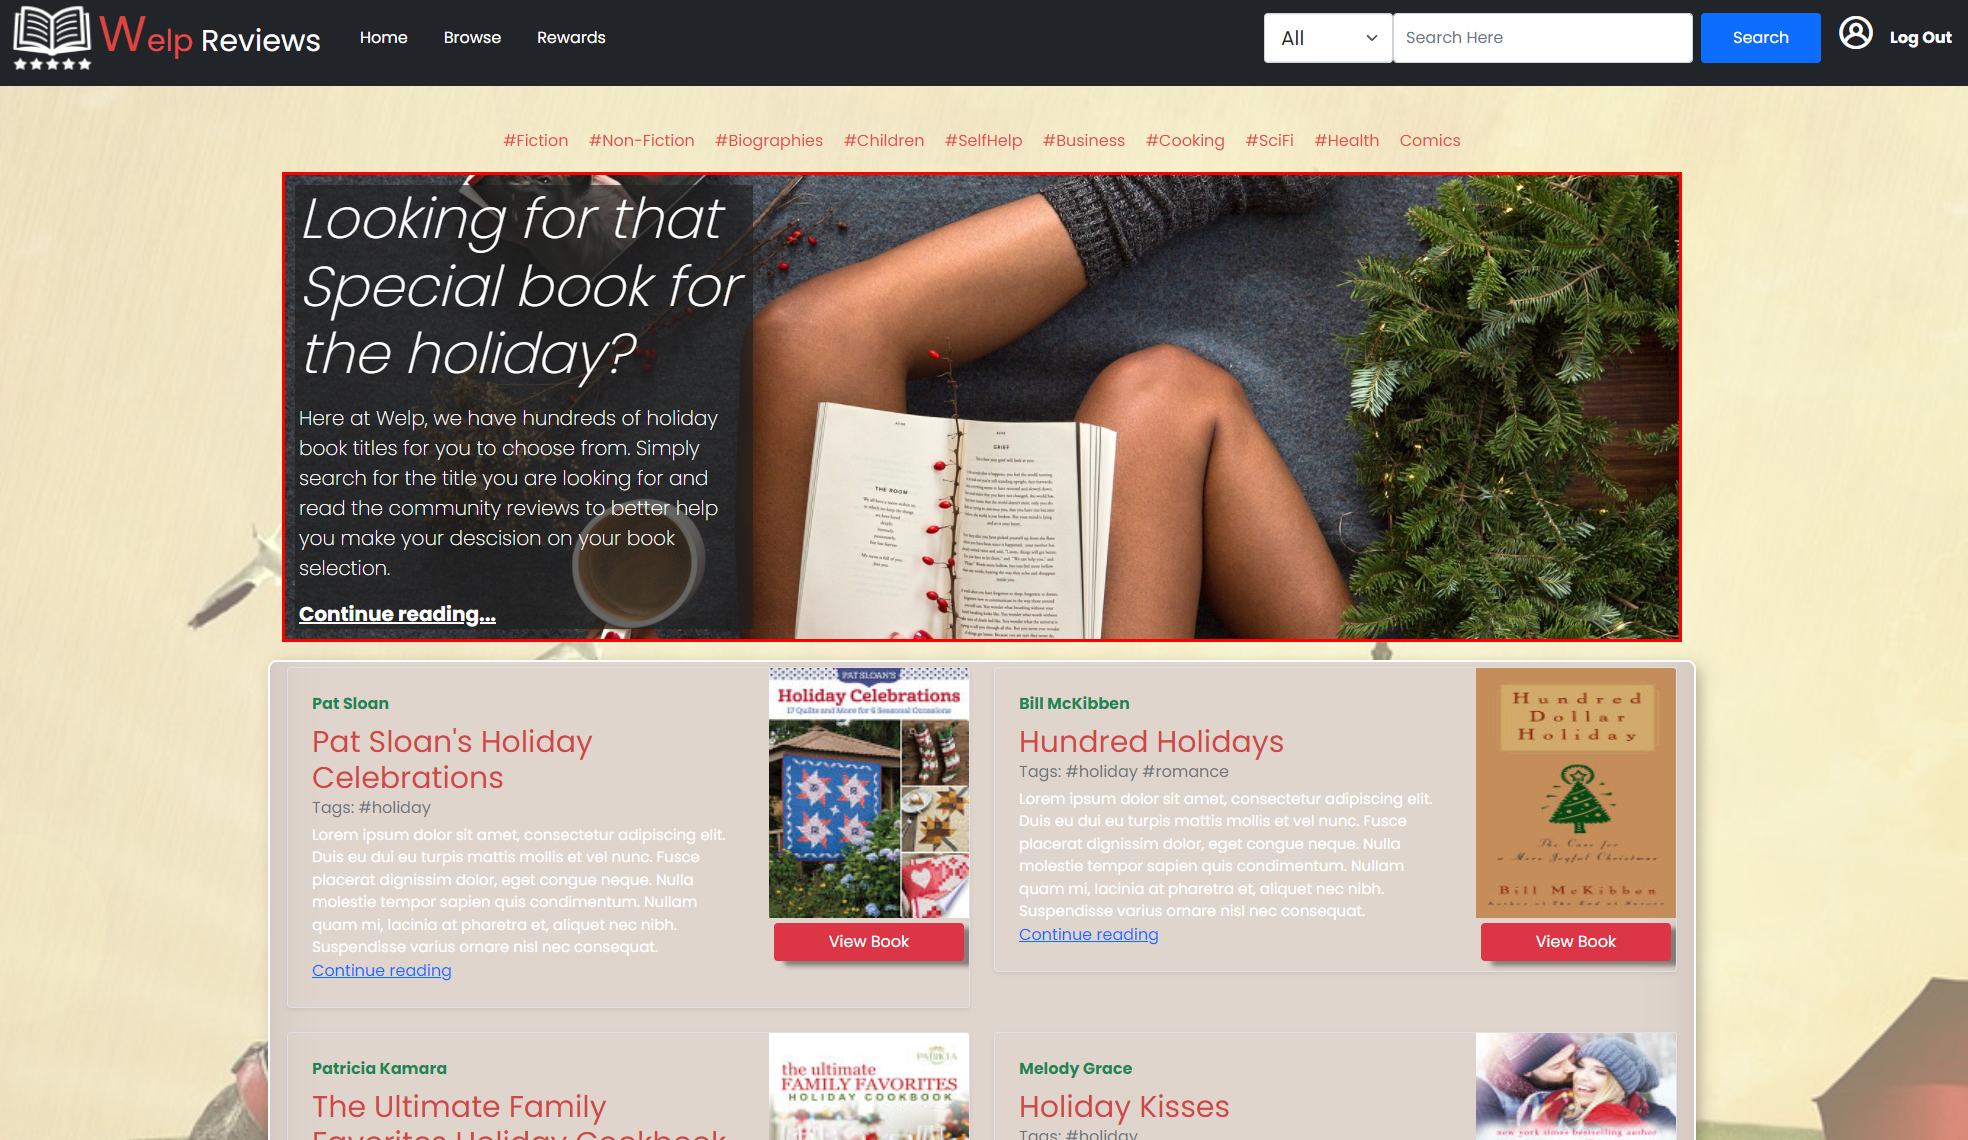 Welp Reviews
Home
Browse
Rewards
All
Search Here
Search
Log Out
#Fiction #Non-Fiction #Biographies #Children #SelfHelp #Business #Cooking #SciFi #Health Comics
Looking for that
Special book for
the holiday?
Here at Welp, we have hundreds of holiday
book titles for you to choose from. Simply
search for the title you are looking for and
read the community reviews to better help
you make your descision on your book
selection.
Continue reading...
THE ROOM
GRIEF
Pat Sloan
Pat Sloan's Holiday
Celebrations
Tags: #holiday
Lorem ipsum dolor sit amet, consectetur adipiscing elit.
Duis eu dui eu turpis mattis mollis et vel nunc. Fusce
placerat dignissim dolor, eget congue neque. Nulla
molestie tempor sapien quis condimentum. Nullam
quam mi, lacinia at pharetra et, aliquet nec nibh.
Suspendisse varius ornare nisl nec consequat.
Continue reading
PAT SLOAN'S
Holiday Celebrations
17 Quilts and More for 6 Seasonal Occasions
View Book
Bill McKibben
Hundred Holidays
Tags: #holiday #romance
Lorem ipsum dolor sit amet, consectetur adipiscing elit.
Duis eu dui eu turpis mattis mollis et vel nunc. Fusce
placerat dignissim dolor, eget congue neque. Nulla
molestie tempor sapien quis condimentum. Nullam
quam mi, lacinia at pharetra et, aliquet nec nibh.
Suspendisse varius ornare nisl nec consequat.
Continue reading
Hundred
Dollar
Holiday
The Case for
a More Joyful Christmas
Bill McKibben
Author of The End of Nature
View Book
Patricia Kamara
The Ultimate Family
Favorites Holiday Cookbook
the ultimate
FAMILY FAVORITES
HOLIDAY COOKBOOK
Melody Grace
Holiday Kisses
Tags: #holiday
new york times bestselling author